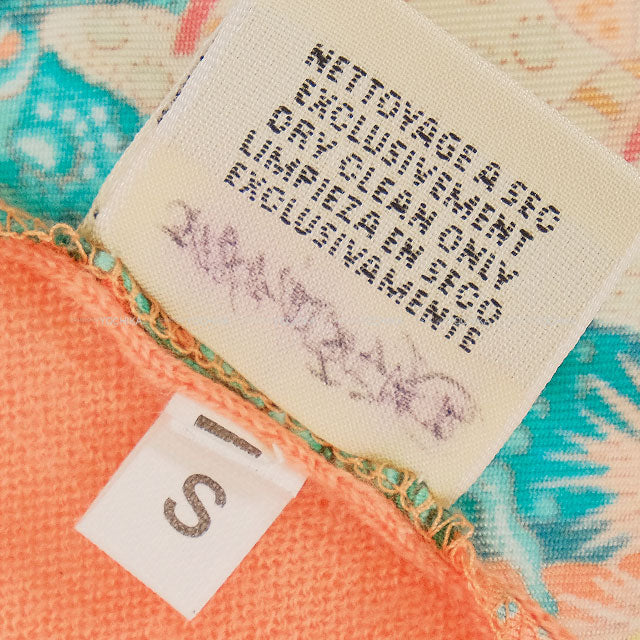 NETTOYAGE A SEC
EXCLUSIVEMENT
DRY CLEAN ONLY
LIMPIEZA EN SECO
EXCLUSIVAMENTE
S